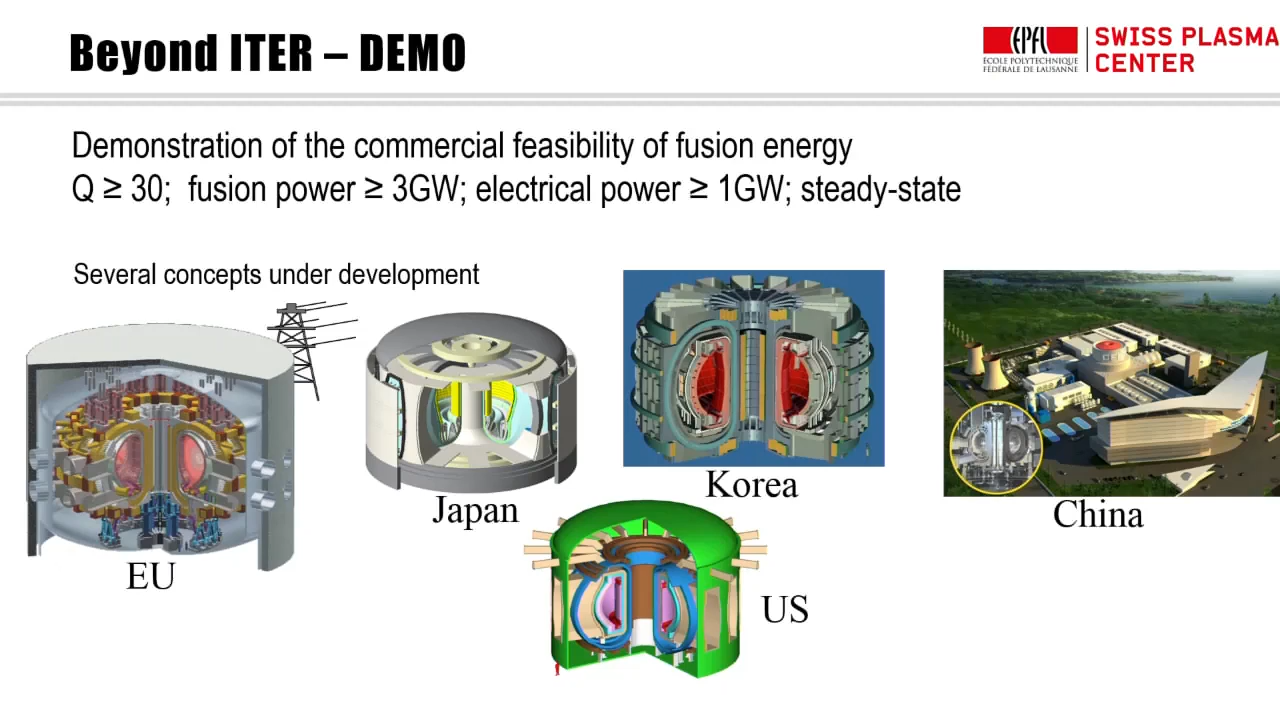 Beyond ITER – DEMO
EPFL
ECOLE POLYTECHNIQUE
FÉDÉRALE DE LAUSANNE
SWISS PLASMA
CENTER
Demonstration of the commercial feasibility of fusion energy
Q ≥ 30; fusion power ≥ 3GW; electrical power ≥ 1GW; steady-state
Several concepts under development
EU
Japan
Korea
China
US